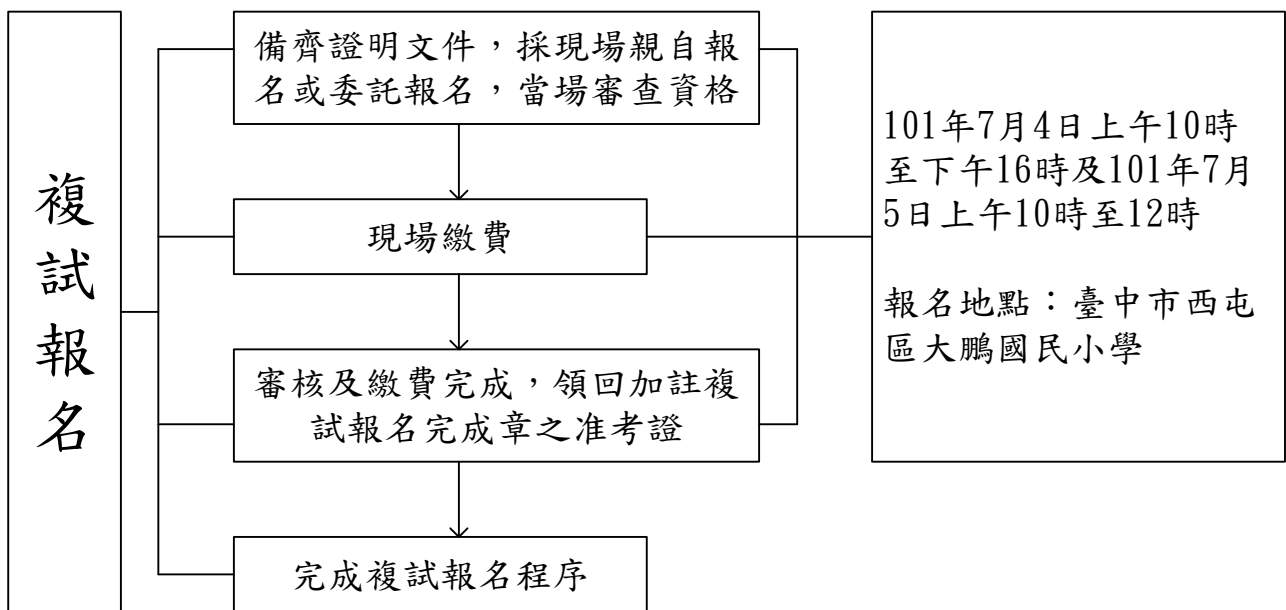 複試報名
備齊證明文件，採現場親自報
名或委託報名，當場審查資格
現場繳費
審核及繳費完成，領回加註複
試報名完成章之准考證
完成複試報名程序
101年7月4日上午10時
至下午16時及101年7月
5日上午10時至12時
報名地點：臺中市西屯
區大鵬國民小學